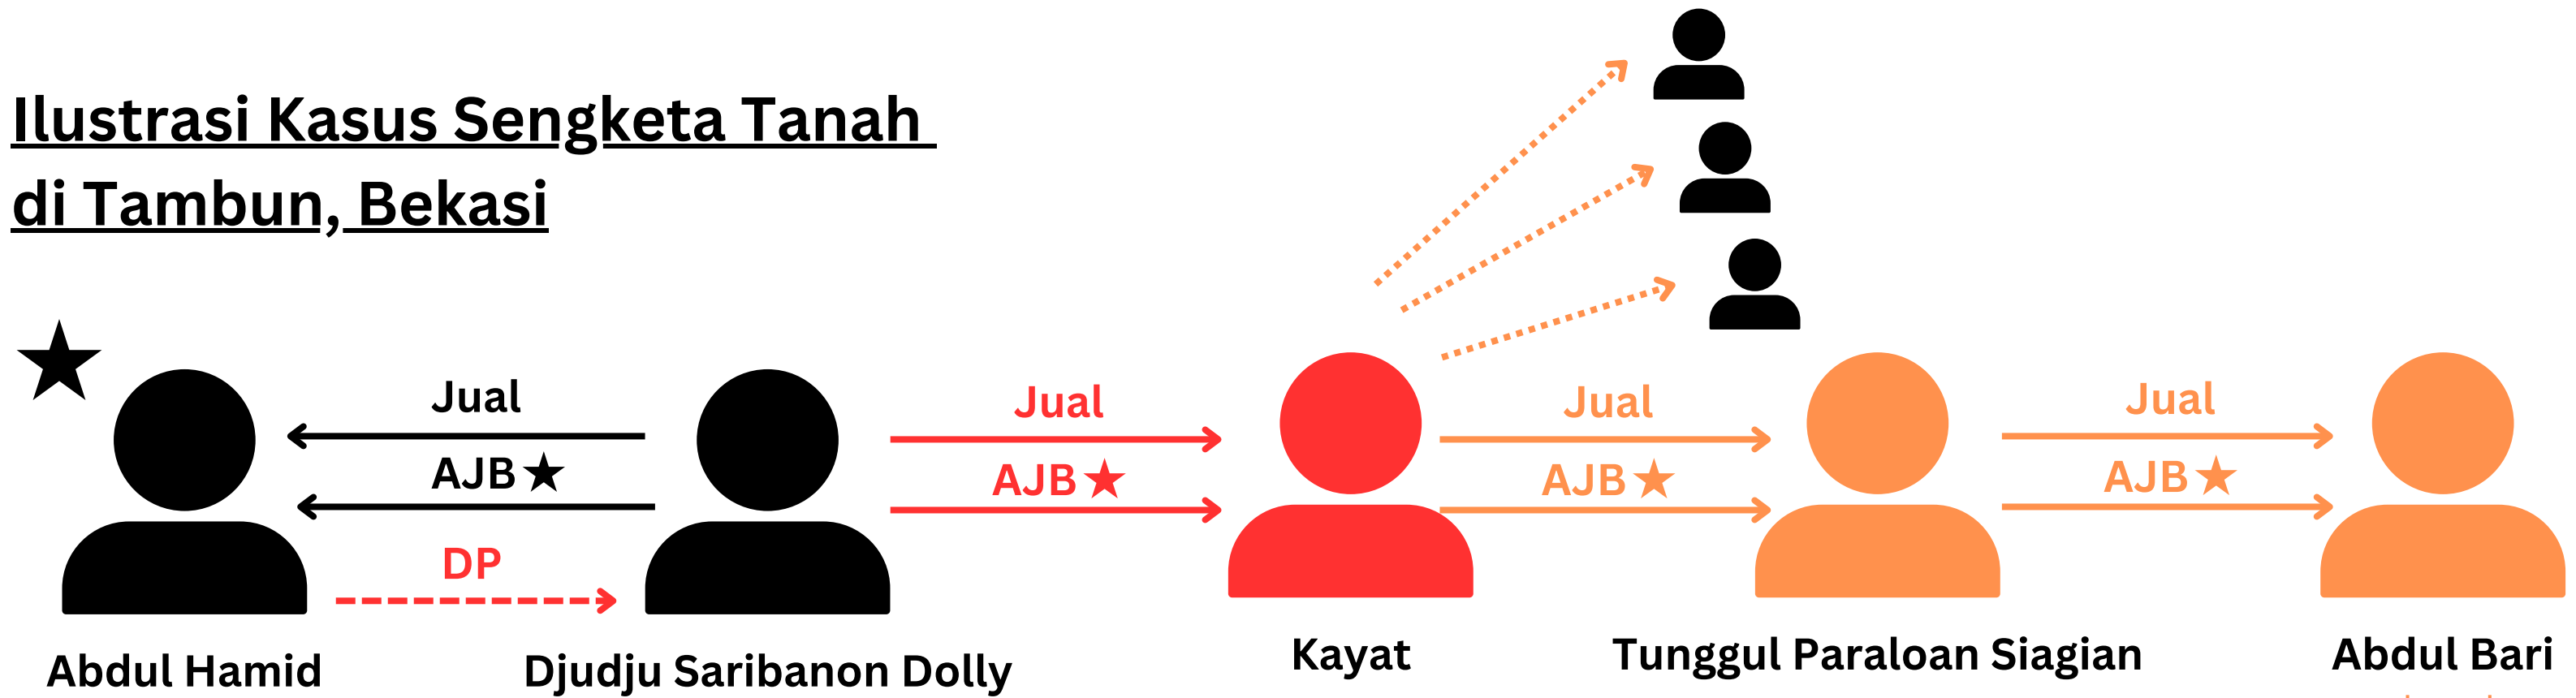 Ilustrasi Kasus Sengketa Tanah
di Tambun, Bekasi
Jual
AJB★
DP
Jual
AJB★
Jual
AJB★
Jual
AJB★
Abdul Hamid
Djudju Saribanon Dolly
Kayat
Tunggul Paraloan Siagian
Abdul Bari